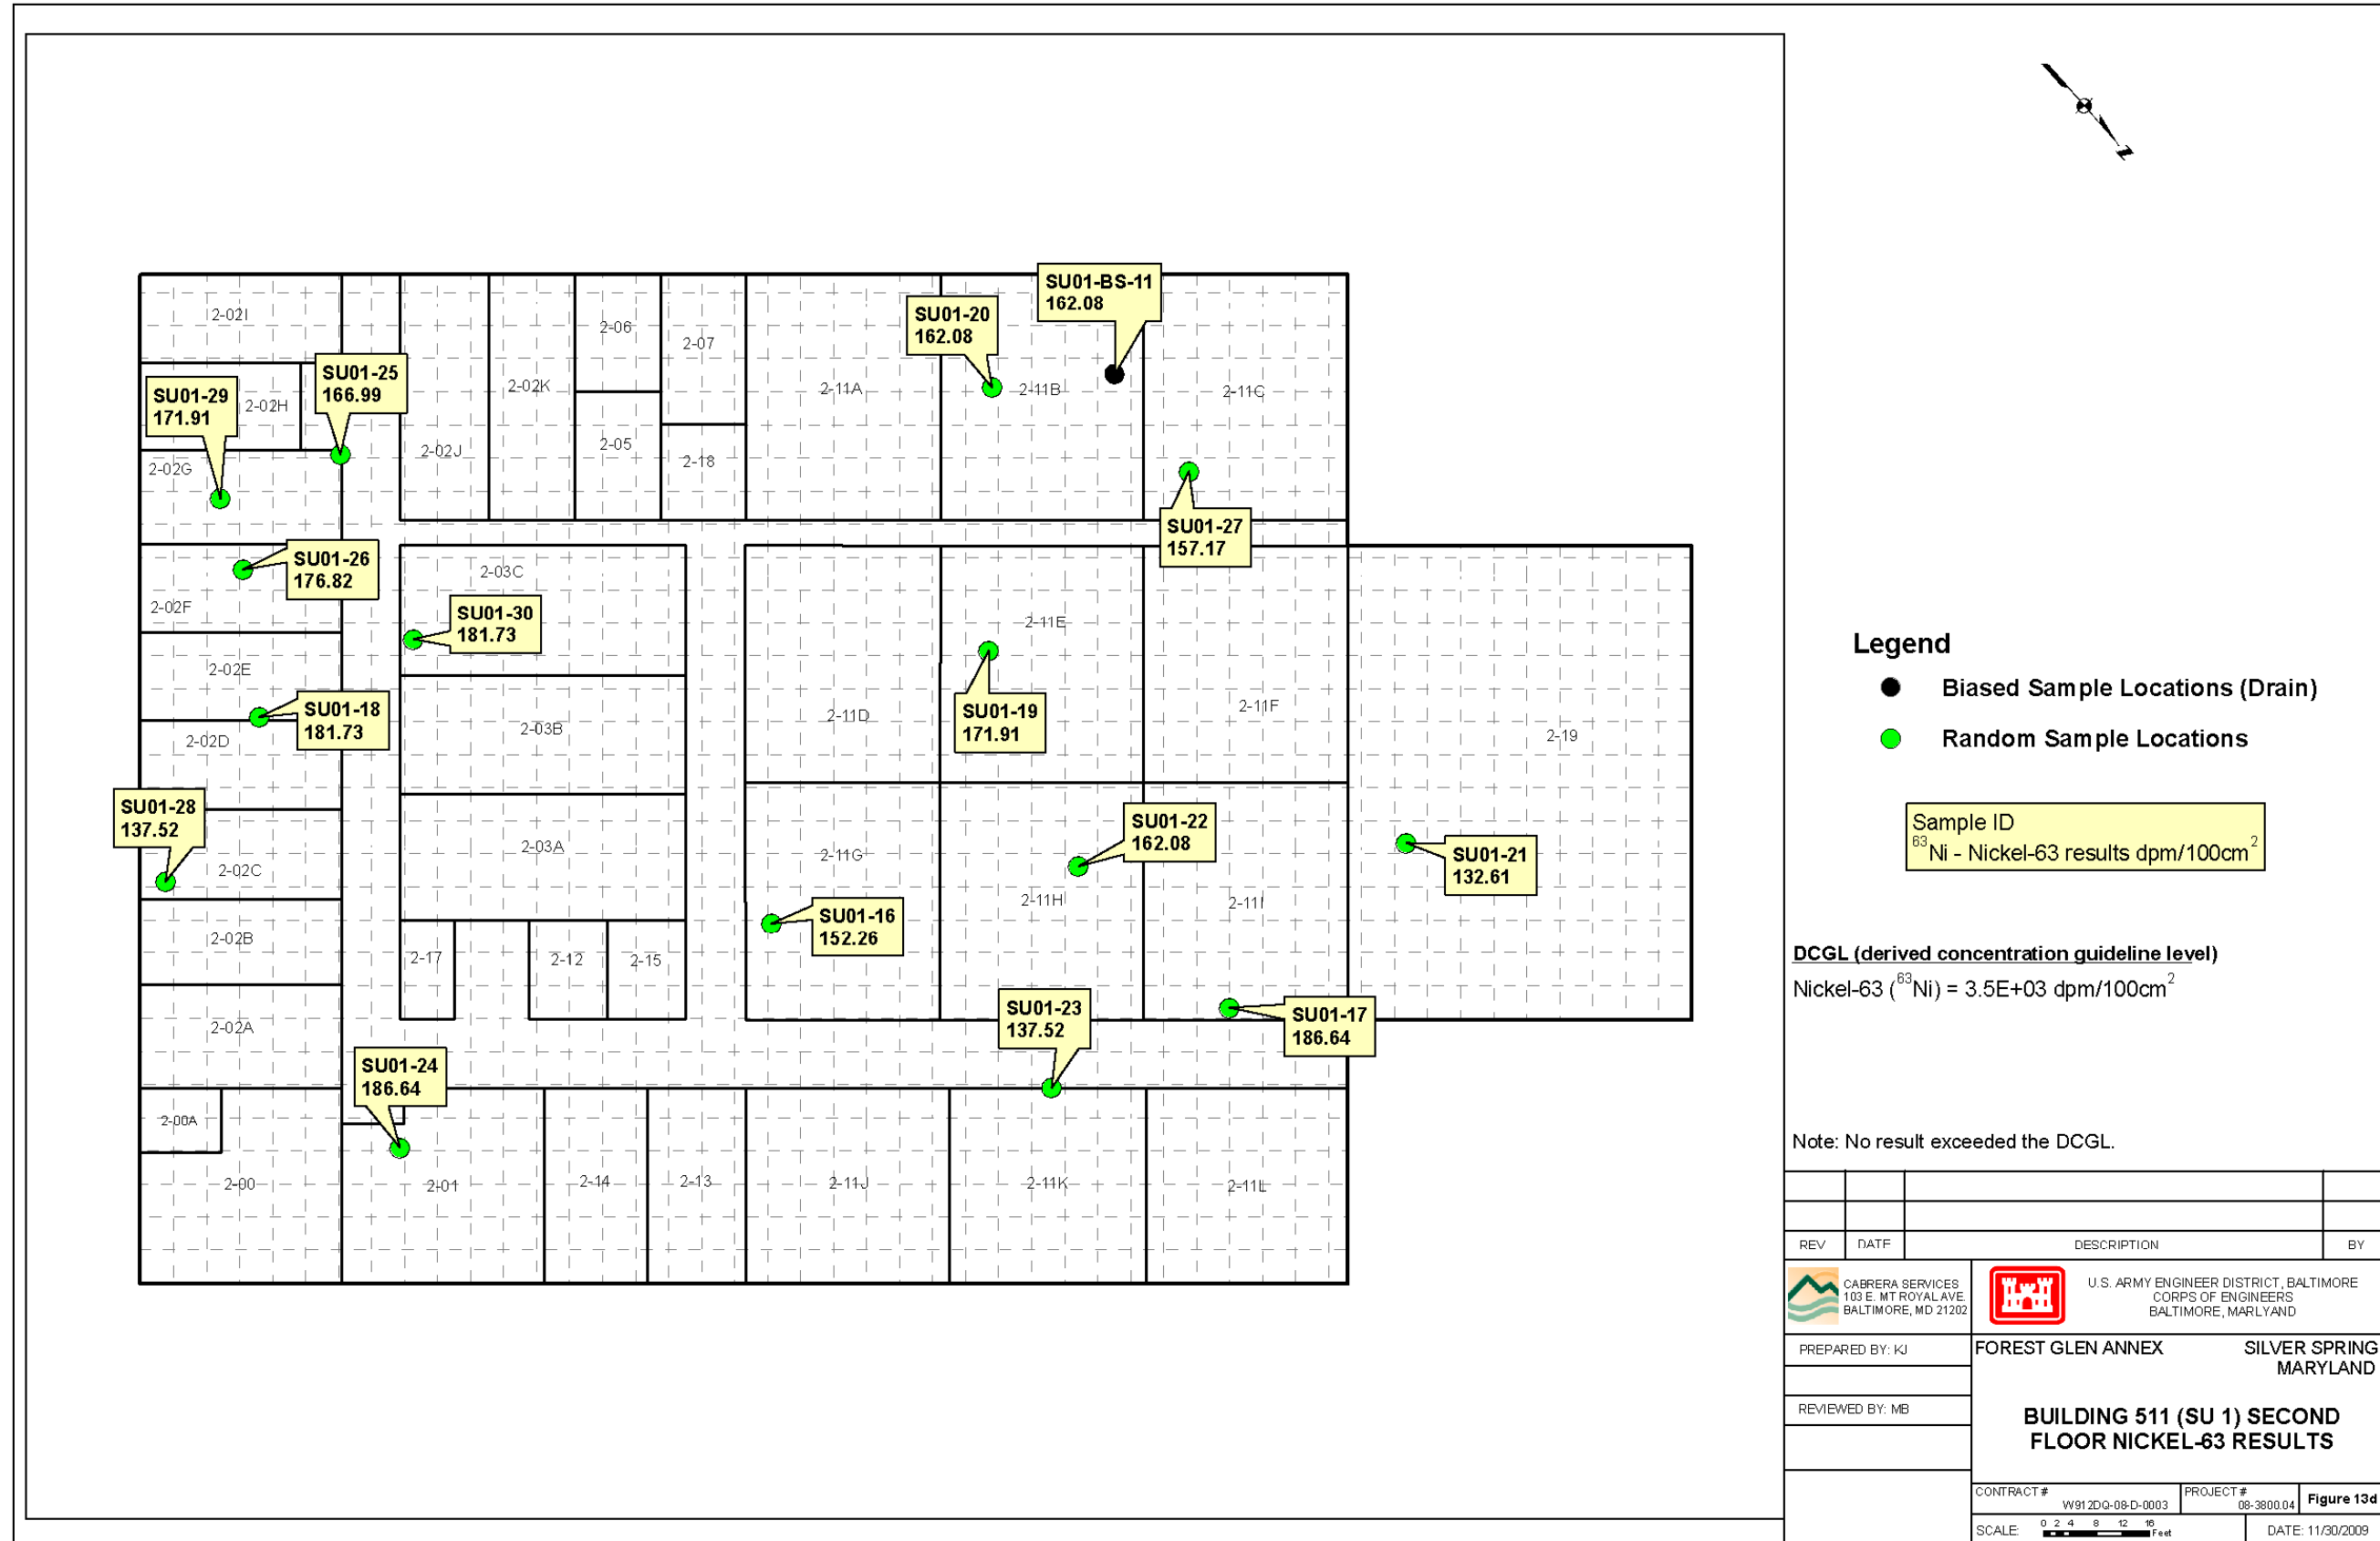 SU01-BS-11
162.08
SU01-20
162.08
2-02I
2-06
2-07
SU01-25
166.99
SU01-29
171.91
2-02H
2-02K
2-11A
2-11B
2-11C
2-02G
2-02J
2-05
2-18
SU01-27
157.17
SU01-26
176.82
2-03C
2-02F
SU01-30
181.73
2-11E
2-02E
SU01-18
181.73
2-02D
2-03B
2-11D
SU01-19
171.91
2-11F
2-19
SU01-28
137.52
2-02C
2-03A
2-11G
SU01-22
162.08
SU01-21
132.61
2-11H
2-11I
SU01-16
152.26
2-02B
2-17
2-12
2-15
2-02A
SU01-23
137.52
SU01-17
186.64
SU01-24
186.64
2-00A
2-00
2-01
2-14
2-13
2-11J
2-11K
2-11L
N
Legend
Biased Sample Locations (Drain)
Random Sample Locations
Sample ID
63Ni - Nickel-63 results dpm/100cm2
DCGL (derived concentration guideline level)
Nickel-63 (63Ni) = 3.5E+03 dpm/100cm2
Note: No result exceeded the DCGL.
REV DATE DESCRIPTION BY
CABRERA SERVICES
103 E. MT ROYAL AVE.
BALTIMORE, MD 21202
U.S. ARMY ENGINEER DISTRICT, BALTIMORE
CORPS OF ENGINEERS
BALTIMORE, MARLYAND
PREPARED BY: KJ
REVIEWED BY: MB
FOREST GLEN ANNEX SILVER SPRING
MARYLAND
BUILDING 511 (SU 1) SECOND
FLOOR NICKEL-63 RESULTS
CONTRACT #
W912DQ-08-D-0003
PROJECT #
08-3800.04
Figure 13d
SCALE: 0 2 4 8 12 16
Feet
DATE: 11/30/2009